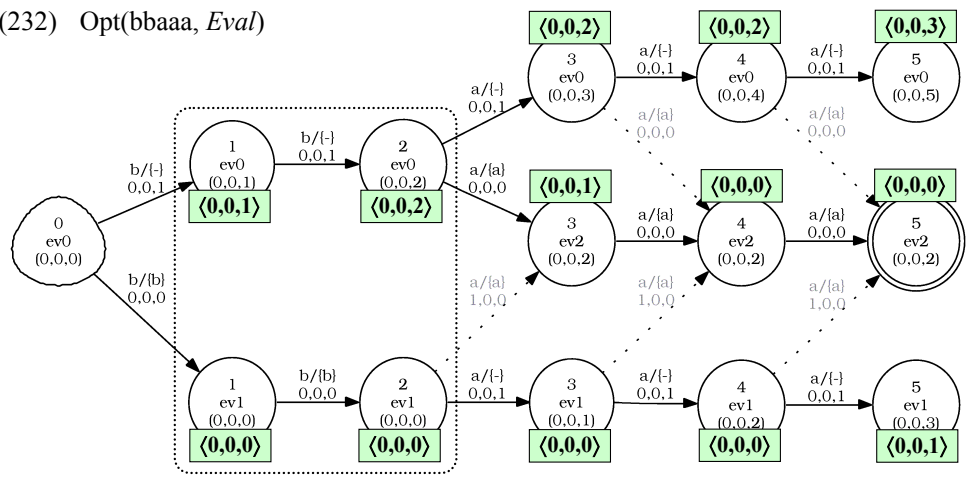 (232) Opt(bbaaa, Eval)
⟨0,0,2⟩
3
ev0
(0,0,3)
a/{-}
0,0,1
⟨0,0,2⟩
4
ev0
(0,0,4)
a/{-}
0,0,1
⟨0,0,3⟩
5
ev0
(0,0,5)
a/{-}
0,0,1
a/{a}
0,0,0
a/{a}
0,0,0
b/{-}
0,0,1
1
ev0
(0,0,1)
⟨0,0,1⟩
b/{-}
0,0,1
2
ev0
(0,0,2)
⟨0,0,2⟩
a/{a}
0,0,0
⟨0,0,1⟩
3
ev2
(0,0,2)
a/{a}
0,0,0
⟨0,0,0⟩
4
ev2
(0,0,2)
a/{a}
0,0,0
⟨0,0,0⟩
5
ev2
(0,0,2)
0
ev0
(0,0,0)
b/{b}
0,0,0
a/{a}
1,0,0
a/{a}
1,0,0
a/{a}
1,0,0
1
ev1
(0,0,0)
⟨0,0,0⟩
b/{b}
0,0,0
2
ev1
(0,0,0)
⟨0,0,0⟩
a/{-}
0,0,1
3
ev1
(0,0,1)
⟨0,0,0⟩
a/{-}
0,0,1
4
ev1
(0,0,2)
⟨0,0,0⟩
a/{-}
0,0,1
5
ev1
(0,0,3)
⟨0,0,1⟩